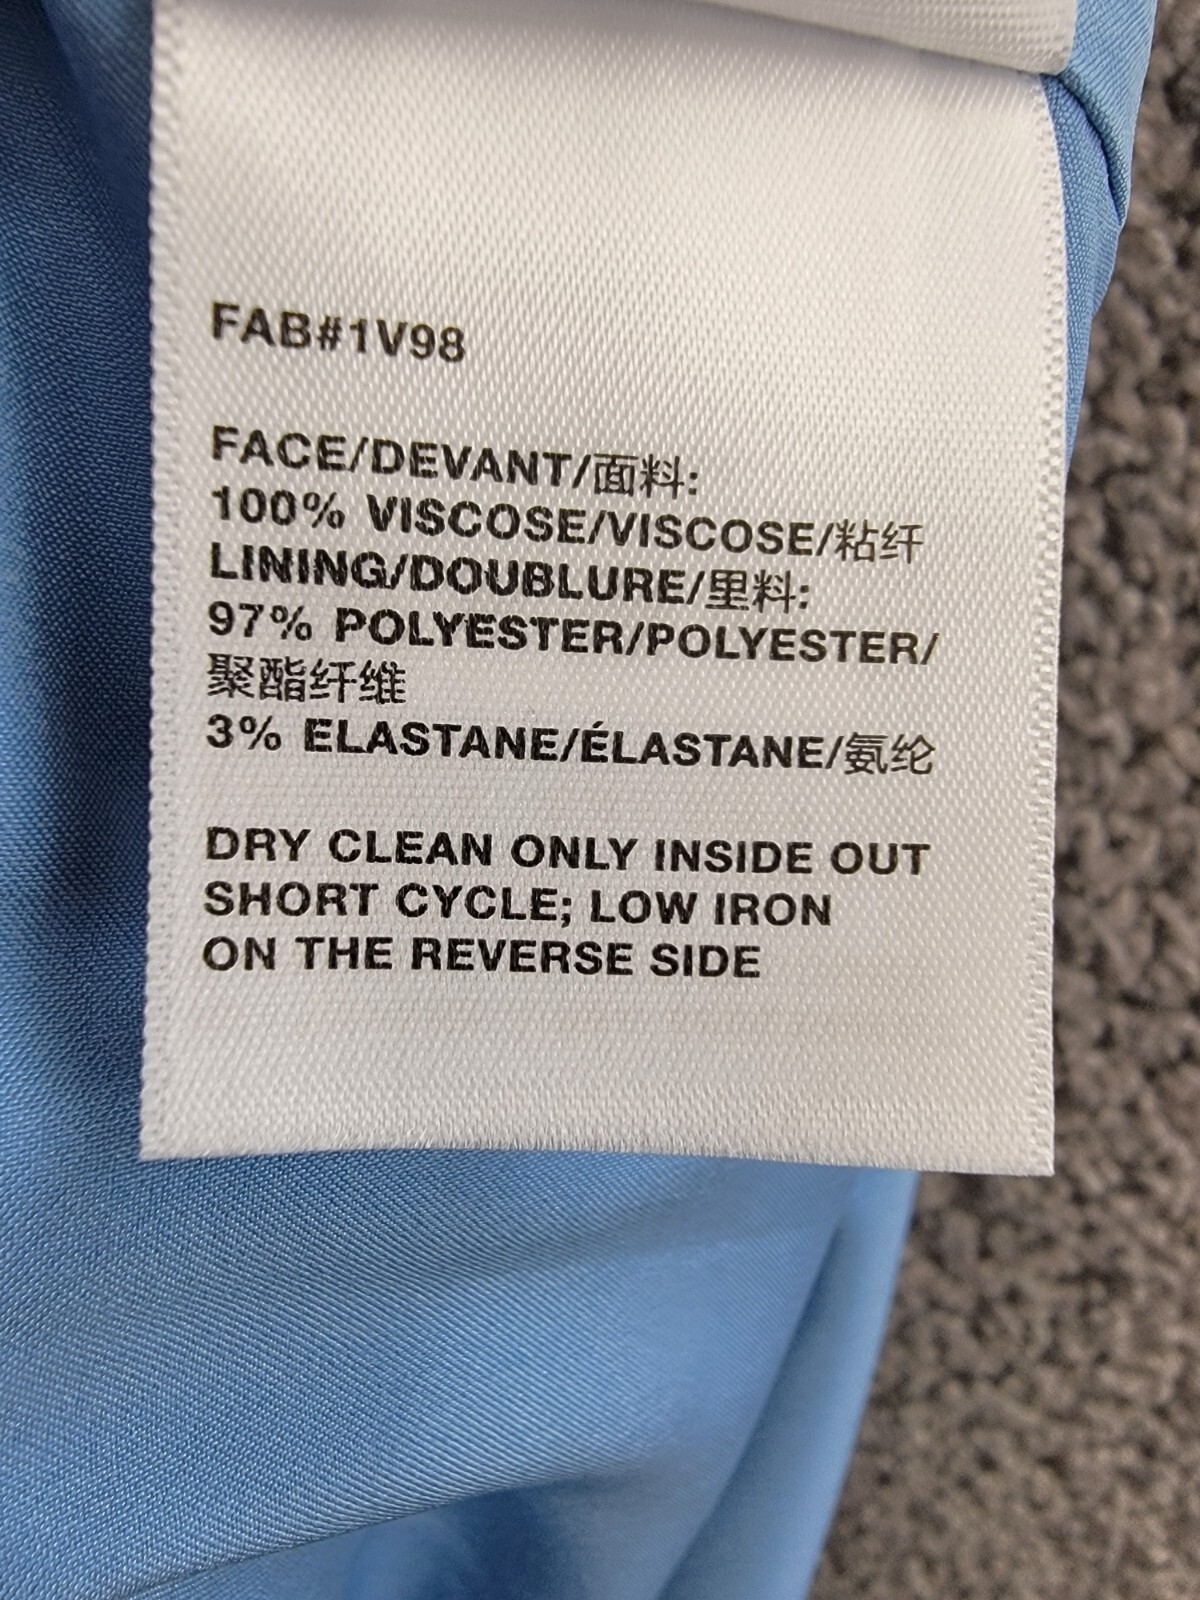 FAB#1V98
FACE/DEVANT/面料:
100% VISCOSE/VISCOSE/粘纤
LINING/DOUBLURE/里料:
97% POLYESTER/POLYESTER/
聚酯纤维
3% ELASTANE/ÉLASTANE/氨纶
DRY CLEAN ONLY INSIDE OUT
SHORT CYCLE; LOW IRON
ON THE REVERSE SIDE